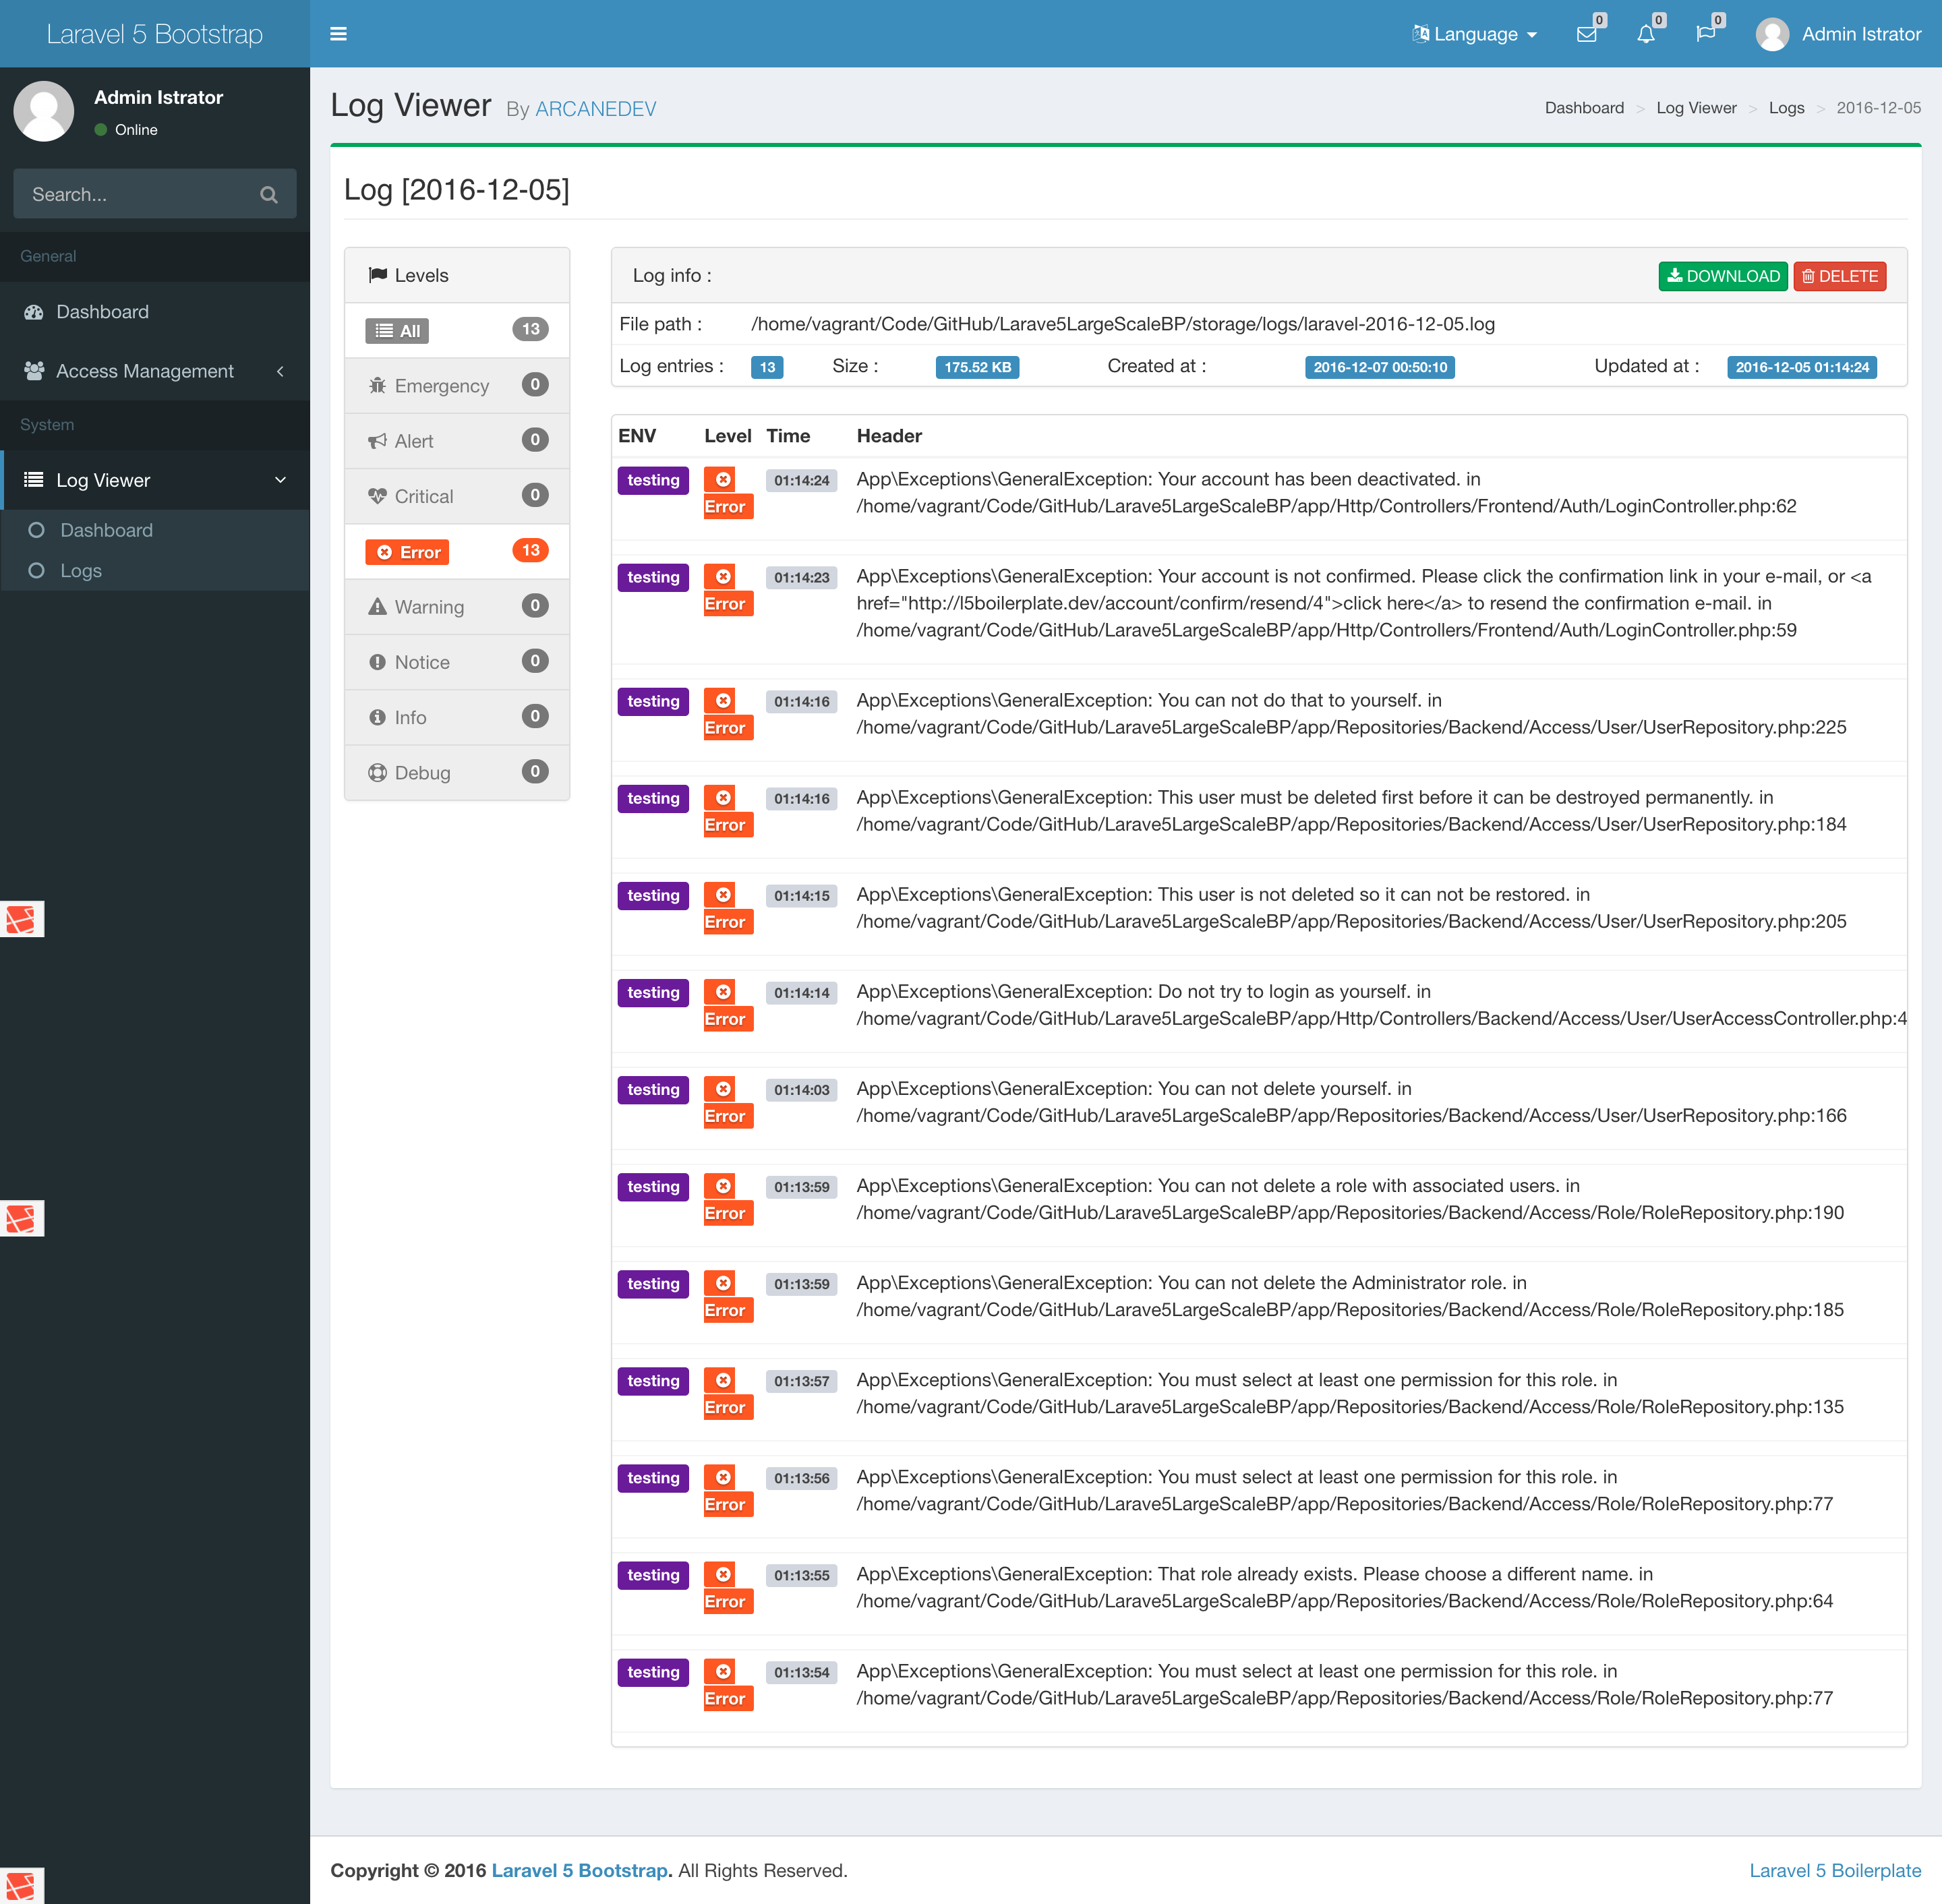 Laravel 5 Bootstrap
Language
0
0
0
Admin Istrator
Admin Istrator
Online
Search...
General
Dashboard
Access Management
System
Log Viewer
Dashboard
Logs
Log Viewer By ARCANEDEV
Dashboard > Log Viewer > Logs > 2016-12-05
Log [2016-12-05]
Levels
All 13
Emergency 0
Alert 0
Critical 0
Error 13
Warning 0
Notice 0
Info 0
Debug 0
Log info :
DOWNLOAD DELETE
File path : /home/vagrant/Code/GitHub/Larave5LargeScaleBP/storage/logs/laravel-2016-12-05.log
Log entries : 13 Size : 175.52 KB Created at : 2016-12-07 00:50:10 Updated at : 2016-12-05 01:14:24
ENV Level Time Header
testing Error 01:14:24 App\Exceptions\GeneralException: Your account has been deactivated. in
/home/vagrant/Code/GitHub/Larave5LargeScaleBP/app/Http/Controllers/Frontend/Auth/LoginController.php:62
testing Error 01:14:23 App\Exceptions\GeneralException: Your account is not confirmed. Please click the confirmation link in your e-mail, or <a
href="http://l5boilerplate.dev/account/confirm/resend/4">click here</a> to resend the confirmation e-mail. in
/home/vagrant/Code/GitHub/Larave5LargeScaleBP/app/Http/Controllers/Frontend/Auth/LoginController.php:59
testing Error 01:14:16 App\Exceptions\GeneralException: You can not do that to yourself. in
/home/vagrant/Code/GitHub/Larave5LargeScaleBP/app/Repositories/Backend/Access/User/UserRepository.php:225
testing Error 01:14:16 App\Exceptions\GeneralException: This user must be deleted first before it can be destroyed permanently. in
/home/vagrant/Code/GitHub/Larave5LargeScaleBP/app/Repositories/Backend/Access/User/UserRepository.php:184
testing Error 01:14:15 App\Exceptions\GeneralException: This user is not deleted so it can not be restored. in
/home/vagrant/Code/GitHub/Larave5LargeScaleBP/app/Repositories/Backend/Access/User/UserRepository.php:205
testing Error 01:14:14 App\Exceptions\GeneralException: Do not try to login as yourself. in
/home/vagrant/Code/GitHub/Larave5LargeScaleBP/app/Http/Controllers/Backend/Access/User/UserAccessController.php:4
testing Error 01:14:03 App\Exceptions\GeneralException: You can not delete yourself. in
/home/vagrant/Code/GitHub/Larave5LargeScaleBP/app/Repositories/Backend/Access/User/UserRepository.php:166
testing Error 01:13:59 App\Exceptions\GeneralException: You can not delete a role with associated users. in
/home/vagrant/Code/GitHub/Larave5LargeScaleBP/app/Repositories/Backend/Access/Role/RoleRepository.php:190
testing Error 01:13:59 App\Exceptions\GeneralException: You can not delete the Administrator role. in
/home/vagrant/Code/GitHub/Larave5LargeScaleBP/app/Repositories/Backend/Access/Role/RoleRepository.php:185
testing Error 01:13:57 App\Exceptions\GeneralException: You must select at least one permission for this role. in
/home/vagrant/Code/GitHub/Larave5LargeScaleBP/app/Repositories/Backend/Access/Role/RoleRepository.php:135
testing Error 01:13:56 App\Exceptions\GeneralException: You must select at least one permission for this role. in
/home/vagrant/Code/GitHub/Larave5LargeScaleBP/app/Repositories/Backend/Access/Role/RoleRepository.php:77
testing Error 01:13:55 App\Exceptions\GeneralException: That role already exists. Please choose a different name. in
/home/vagrant/Code/GitHub/Larave5LargeScaleBP/app/Repositories/Backend/Access/Role/RoleRepository.php:64
testing Error 01:13:54 App\Exceptions\GeneralException: You must select at least one permission for this role. in
/home/vagrant/Code/GitHub/Larave5LargeScaleBP/app/Repositories/Backend/Access/Role/RoleRepository.php:77
Copyright © 2016 Laravel 5 Bootstrap. All Rights Reserved.
Laravel 5 Boilerplate